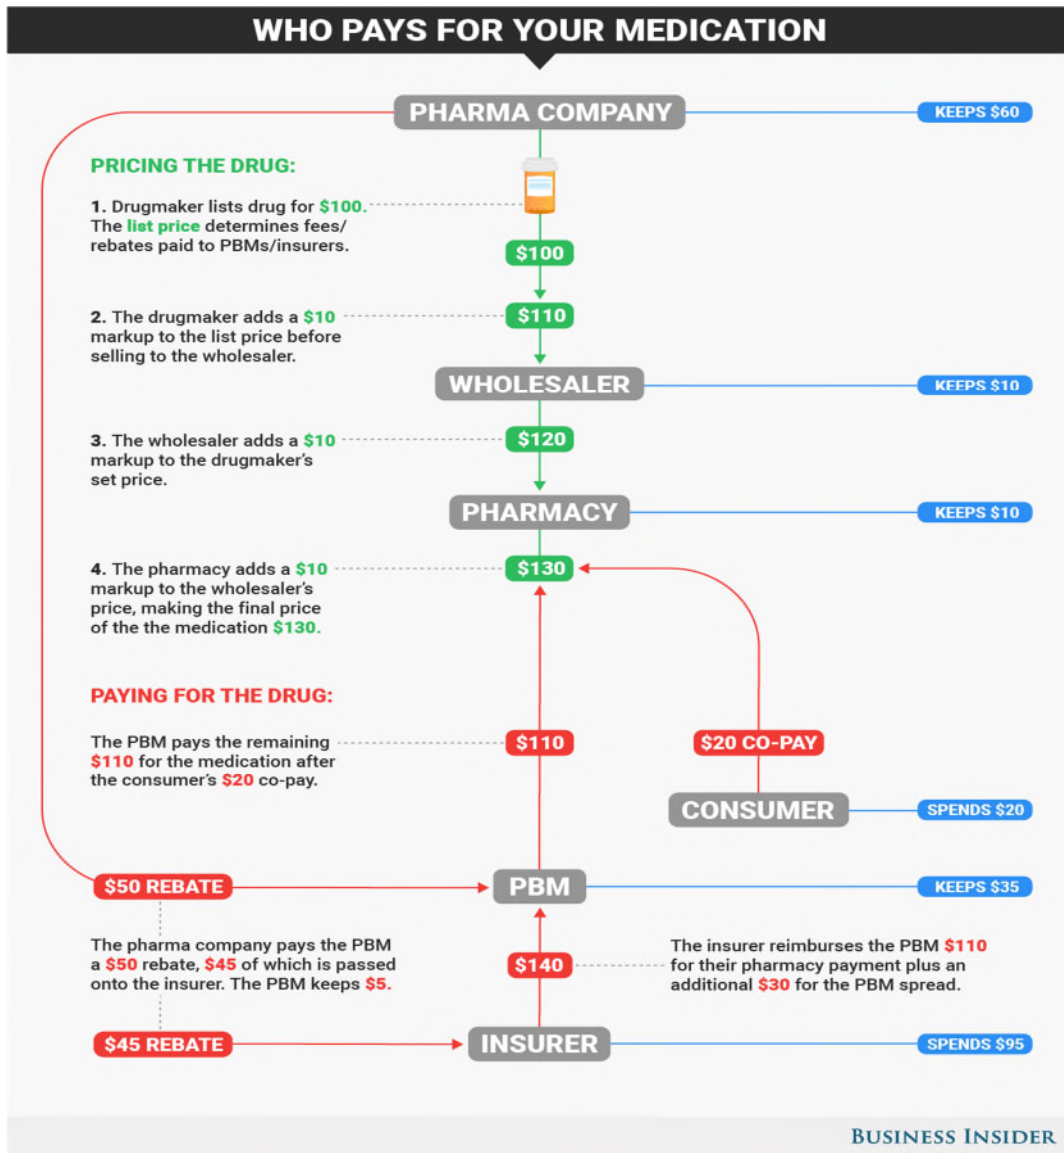 WHO PAYS FOR YOUR MEDICATION
PHARMA COMPANY
KEEPS $60
PRICING THE DRUG:
1. Drugmaker lists drug for $100.
The list price determines fees/
rebates paid to PBMs/insurers.
$100
2. The drugmaker adds a $10
markup to the list price before
selling to the wholesaler.
$110
WHOLESALER
KEEPS $10
3. The wholesaler adds a $10
markup to the drugmaker's
set price.
$120
PHARMACY
KEEPS $10
4. The pharmacy adds a $10
markup to the wholesaler's
price, making the final price
of the the medication $130.
$130
PAYING FOR THE DRUG:
The PBM pays the remaining
$110 for the medication after
the consumer's $20 co-pay.
$110
$20 CO-PAY
CONSUMER
SPENDS $20
$50 REBATE
PBM
KEEPS $35
The pharma company pays the PBM
a $50 rebate, $45 of which is passed
onto the insurer. The PBM keeps $5.
$140
The insurer reimburses the PBM $110
for their pharmacy payment plus an
additional $30 for the PBM spread.
$45 REBATE
INSURER
SPENDS $95
BUSINESS INSIDER